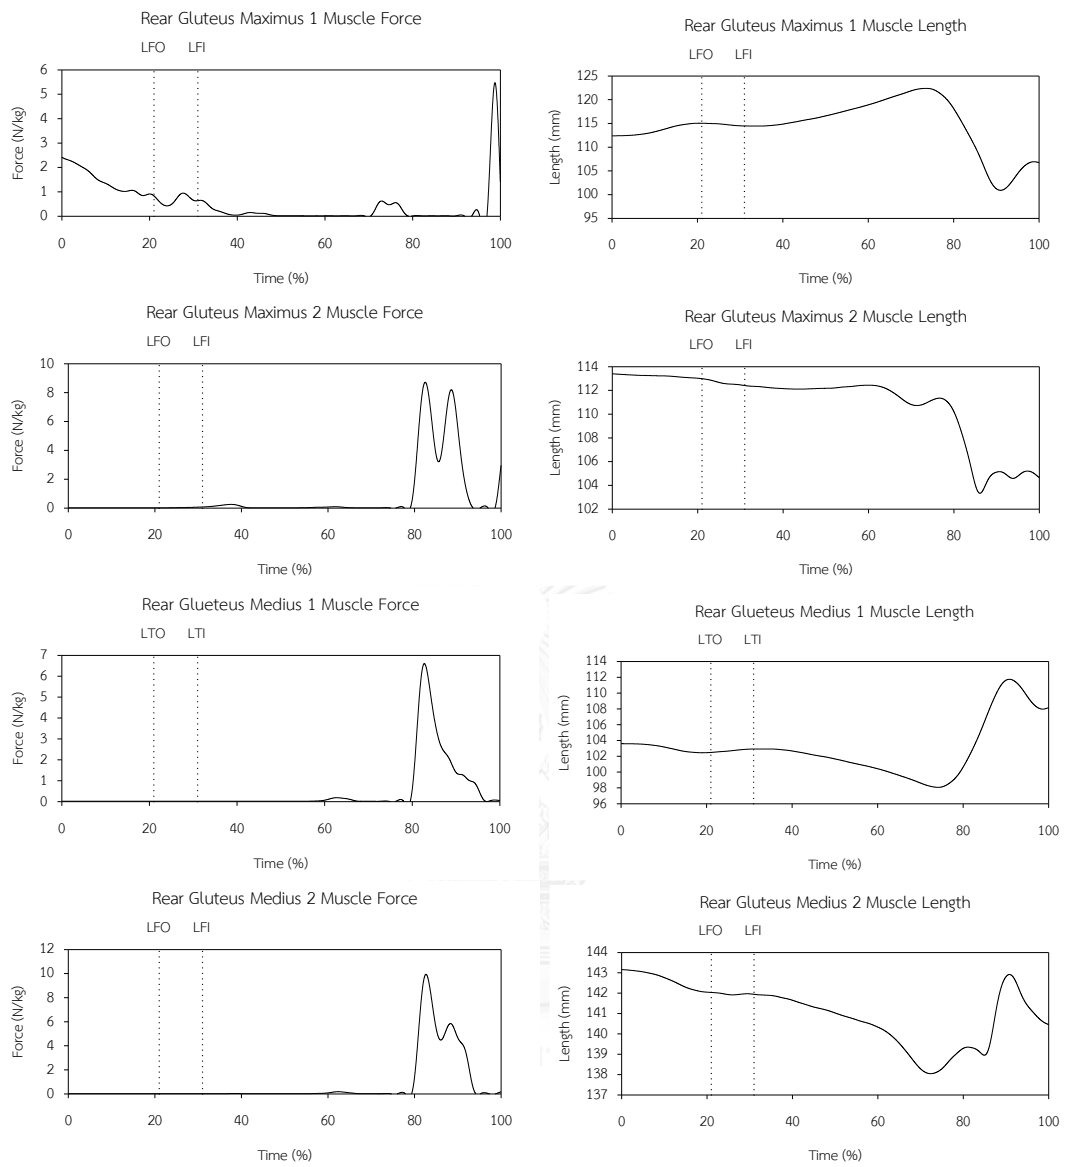 Rear Gluteus Maximus 1 Muscle Force
LFO LFI
6
5
4
3
2
1
0
Force (N/kg)
0 20 40 60 80 100
Time (%)
Rear Gluteus Maximus 1 Muscle Length
LFO LFI
125
120
115
110
105
100
95
Length (mm)
0 20 40 60 80 100
Time (%)
Rear Gluteus Maximus 2 Muscle Force
LFO LFI
10
8
6
4
2
0
Force (N/kg)
0 20 40 60 80 100
Time (%)
Rear Gluteus Maximus 2 Muscle Length
LFO LFI
114
112
110
108
106
104
102
Length (mm)
0 20 40 60 80 100
Time (%)
Rear Glueteus Medius 1 Muscle Force
LTO LTI
7
6
5
4
3
2
1
0
Force (N/kg)
0 20 40 60 80 100
Time (%)
Rear Glueteus Medius 1 Muscle Length
LTO LTI
114
112
110
108
106
104
102
100
98
96
Length (mm)
0 20 40 60 80 100
Time (%)
Rear Gluteus Medius 2 Muscle Force
LFO LFI
12
10
8
6
4
2
0
Force (N/kg)
0 20 40 60 80 100
Time (%)
Rear Gluteus Medius 2 Muscle Length
LFO LFI
144
143
142
141
140
139
138
137
Length (mm)
0 20 40 60 80 100
Time (%)